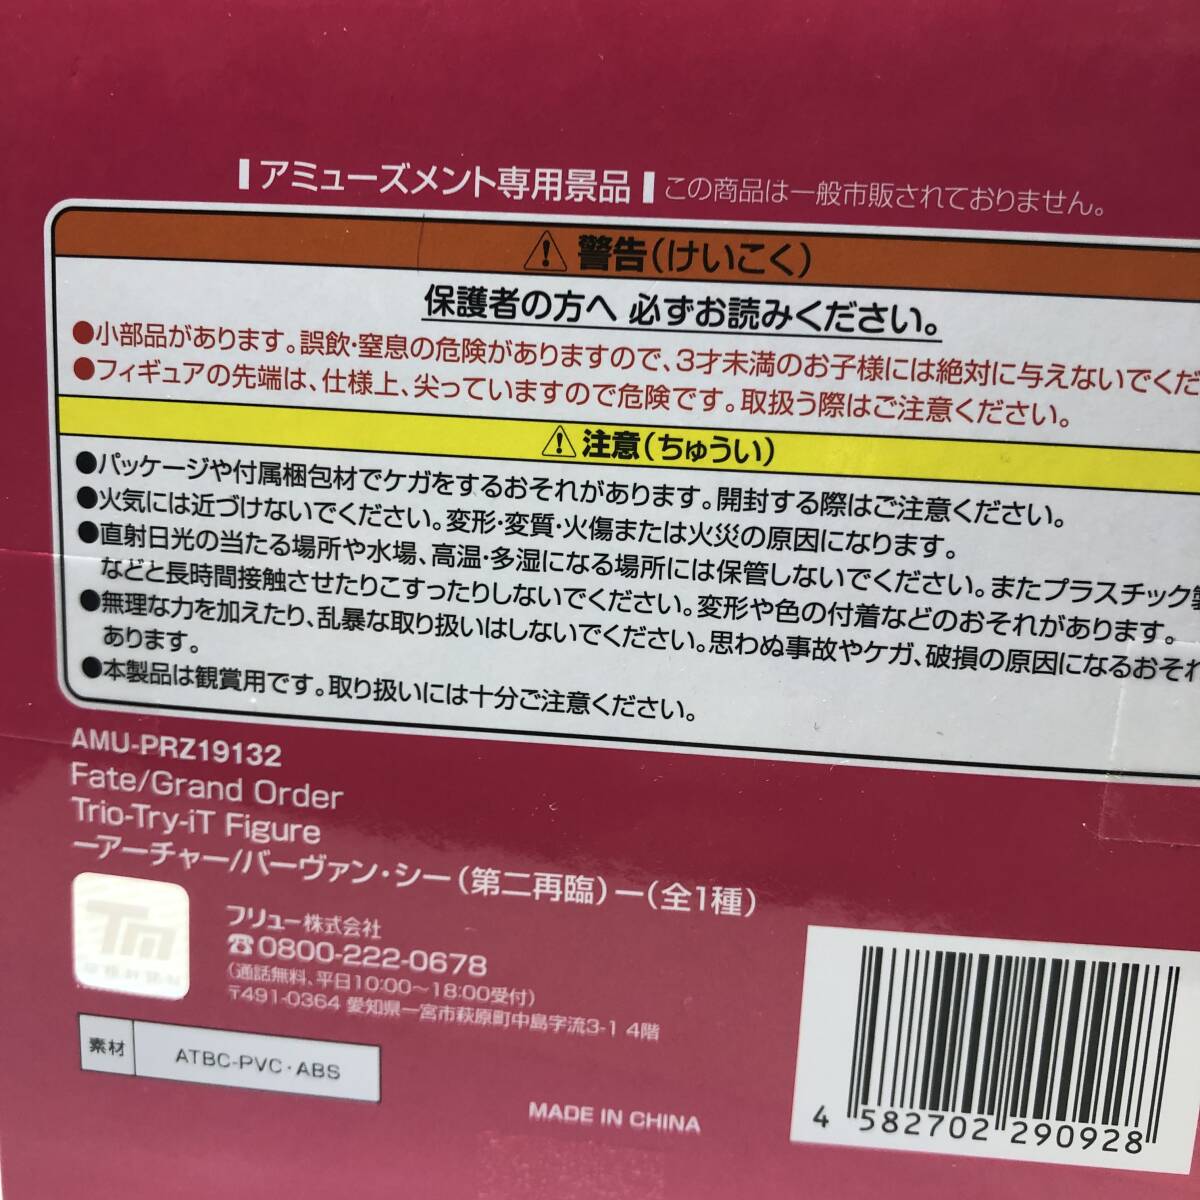 アミューズメント専用景品 この商品は一般市販されておりません。
警告(けいこく)
保護者の方へ 必ずお読みください。
●小部品があります。誤飲・窒息の危険がありますので、3才未満のお子様には絶対に与えないでくだ
●フィギュアの先端は、仕様上、尖っていますので危険です。取扱う際はご注意ください。
注意(ちゅうい)
●パッケージや付属梱包材でケガをするおそれがあります。開封する際はご注意ください。
●火気には近づけないでください。変形・変質・火傷または火災の原因になります。
●直射日光の当たる場所や水場、高温・多湿になる場所には保管しないでください。またプラスチック製
などと長時間接触させたりこすったりしないでください。変形や色の付着などのおそれがあります。
●無理な力を加えたり、乱暴な取り扱いはしないでください。思わぬ事故やケガ、破損の原因になるおそれ
あります。
●本製品は観賞用です。取り扱いには十分ご注意ください。
AMU-PRZ19132
Fate/Grand Order
Trio-Try-iT Figure
ーアーチャー/バーヴァン・シー(第二再臨)ー(全1種)
フリュー株式会社
☎0800-222-0678
(通話無料、平日10:00〜18:00受付)
〒491-0364 愛知県一宮市萩原町中島字流3-1 4階
素材 ATBC-PVC・ABS
MADE IN CHINA
4 582702 290928